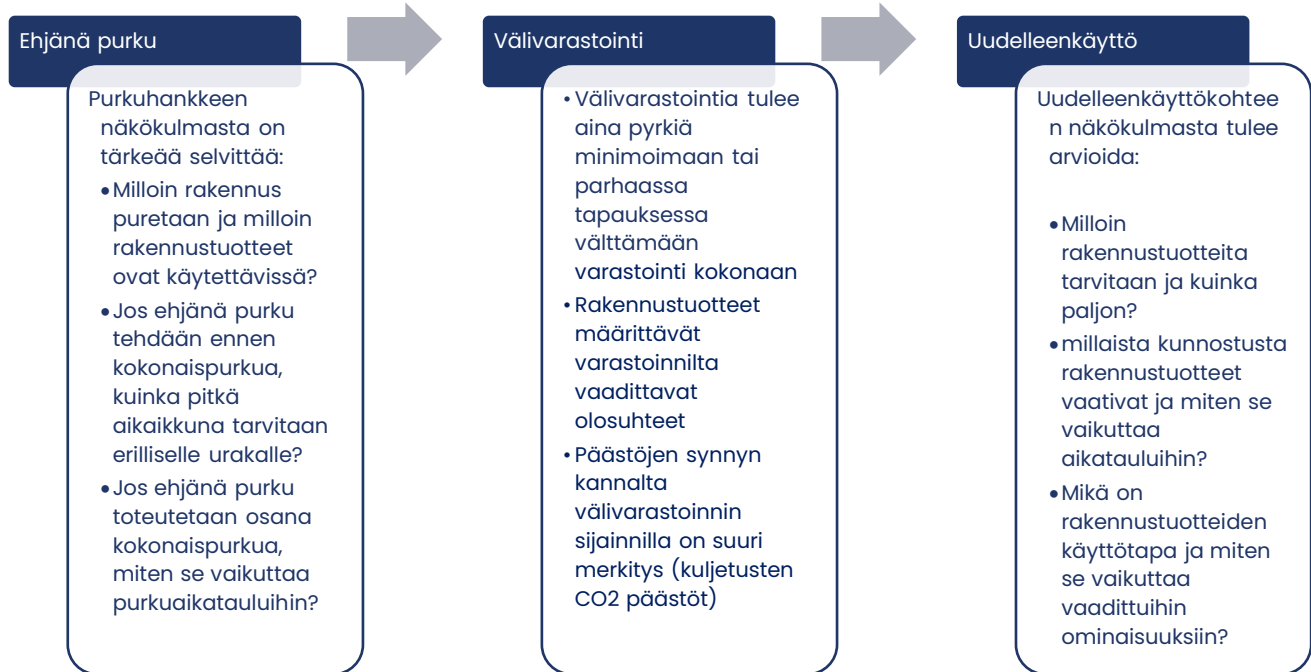 Ehjänä purku
Purkuhankkeen
näkökulmasta on
tärkeää selvittää:
•Milloin rakennus
puretaan ja milloin
rakennustuotteet
ovat käytettävissä?
•Jos ehjänä purku
tehdään ennen
kokonaispurkua,
kuinka pitkä
aikaikkuna tarvitaan
erilliselle urakalle?
•Jos ehjänä purku
toteutetaan osana
kokonaispurkua,
miten se vaikuttaa
purkuaikatauluihin?
Välivarastointi
•Välivarastointia tulee
aina pyrkiä
minimoimaan tai
parhaassa
tapauksessa
välttämään
varastointi kokonaan
•Rakennustuotteet
määrittävät
varastoinnilta
vaadittavat
olosuhteet
•Päästöjen synnyn
kannalta
välivarastoinnin
sijainnilla on suuri
merkitys (kuljetusten
CO2 päästöt)
Uudelleenkäyttö
Uudelleenkäyttökohtee
n näkökulmasta tulee
arvioida:
•Milloin
rakennustuotteita
tarvitaan ja kuinka
paljon?
•millaista kunnostusta
rakennustuotteet
vaativat ja miten se
vaikuttaa
aikatauluihin?
•Mikä on
rakennustuotteiden
käyttötapa ja miten
se vaikuttaa
vaadittuihin
ominaisuuksiin?